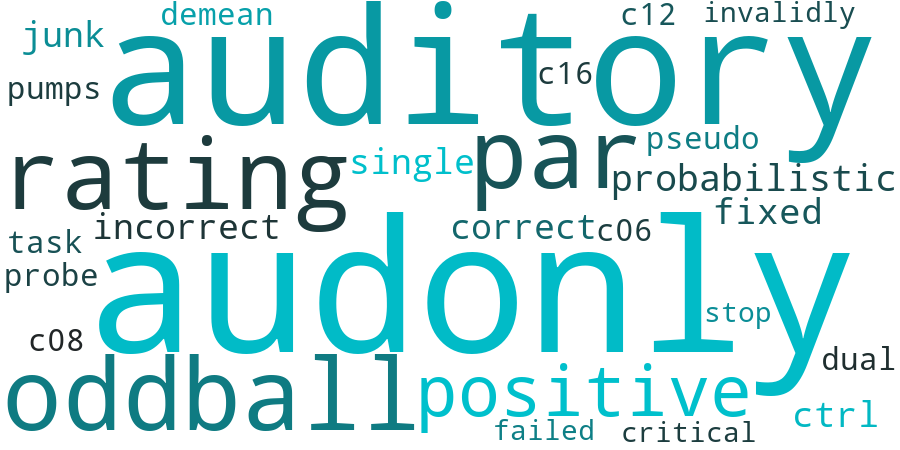 demean
c12
invalidly
junk
auditory
c16
pumps
rating
single
par
pseudo
probabilistic
incorrect
correct
c06
fixed
task
probe
audonly
stop
c08
dual
oddball
positive
ctrl
failed
critical